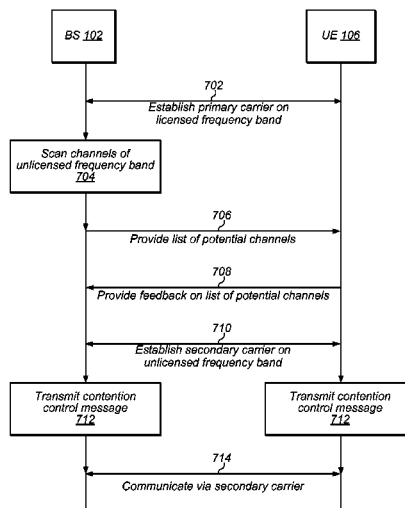 BS 102
UE 106
702
Establish primary carrier on
licensed frequency band
Scan channels of
unlicensed frequency band
704
706
Provide list of potential channels
708
Provide feedback on list of potential channels
710
Establish secondary carrier on
unlicensed frequency band
Transmit contention
control message
712
Transmit contention
control message
712
714
Communicate via secondary carrier